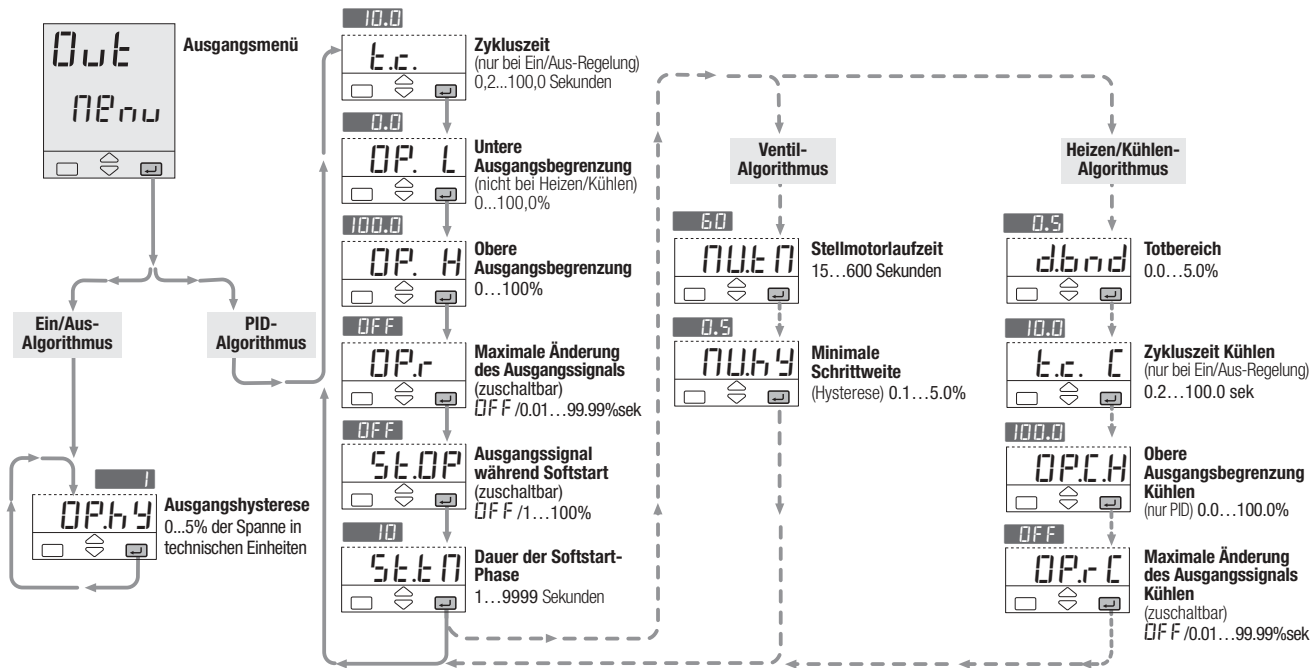 Out
MEnu
Ausgangsmenü
Ein/Aus-
Algorithmus
PID-
Algorithmus
1
OP.hy
Ausgangshysterese
0...5% der Spanne in
technischen Einheiten
10.0
t.c.
Zykluszeit
(nur bei Ein/Aus-Regelung)
0,2...100,0 Sekunden
0.0
OP. L
Untere
Ausgangsbegrenzung
(nicht bei Heizen/Kühlen)
0...100,0%
100.0
OP. H
Obere
Ausgangsbegrenzung
0...100%
OFF
OP.r
Maximale Änderung
des Ausgangssignals
(zuschaltbar)
OFF/0.01...99.99%sek
OFF
St.OP
Ausgangssignal
während Softstart
(zuschaltbar)
OFF/1...100%
10
St.tM
Dauer der Softstart-
Phase
1...9999 Sekunden
Ventil-
Algorithmus
60
MV.tM
Stellmotorlaufzeit
15...600 Sekunden
0.5
MV.hy
Minimale
Schrittweite
(Hysterese) 0.1...5.0%
Heizen/Kühlen-
Algorithmus
0.5
d.bnd
Totbereich
0.0...5.0%
10.0
t.c. C
Zykluszeit Kühlen
(nur bei Ein/Aus-Regelung)
0.2...100.0 sek
100.0
OP.C.H
Obere
Ausgangsbegrenzung
Kühlen
(nur PID) 0.0...100.0%
OFF
OP.r C
Maximale Änderung
des Ausgangssignals
Kühlen
(zuschaltbar)
OFF/0.01...99.99%sek